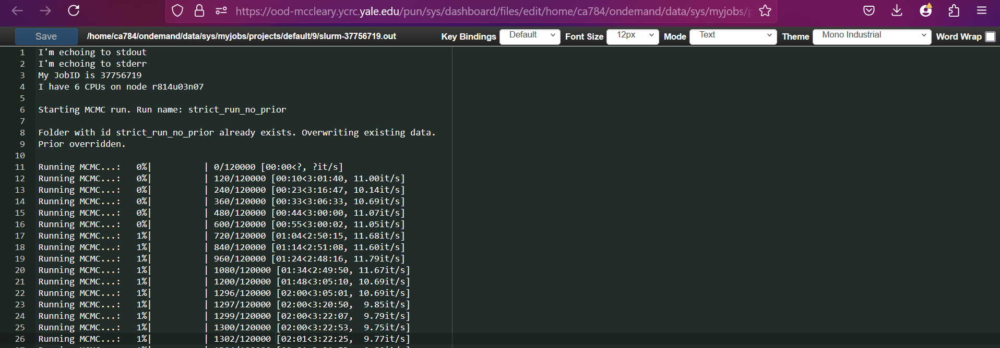 https://ood-mccleary.ycrc.yale.edu/pun/sys/dashboard/files/edit/home/ca784/ondemand/data/sys/myjobs/
Save /home/ca784/ondemand/data/sys/myjobs/projects/default/9/slurm-37756719.out Key Bindings Default Font Size 12px Mode Text Theme Mono Industrial Word Wrap
1 I'm echoing to stdout
2 I'm echoing to stderr
3 My JobID is 37756719
4 I have 6 CPUs on node r814u03n07
5
6 Starting MCMC run. Run name: strict_run_no_prior
7
8 Folder with id strict_run_no_prior already exists. Overwriting existing data.
9 Prior overridden.
10
11 Running MCMC...:   0%|          | 0/120000 [00:00<?, ?it/s]
12 Running MCMC...:   0%|          | 120/120000 [00:10<3:01:40, 11.00it/s]
13 Running MCMC...:   0%|          | 240/120000 [00:23<3:16:47, 10.14it/s]
14 Running MCMC...:   0%|          | 360/120000 [00:33<3:06:33, 10.69it/s]
15 Running MCMC...:   0%|          | 480/120000 [00:44<3:00:00, 11.07it/s]
16 Running MCMC...:   0%|          | 600/120000 [00:55<3:00:02, 11.05it/s]
17 Running MCMC...:   1%|          | 720/120000 [01:04<2:50:15, 11.68it/s]
18 Running MCMC...:   1%|          | 840/120000 [01:14<2:51:08, 11.60it/s]
19 Running MCMC...:   1%|          | 960/120000 [01:24<2:48:16, 11.79it/s]
20 Running MCMC...:   1%|          | 1080/120000 [01:34<2:49:50, 11.67it/s]
21 Running MCMC...:   1%|          | 1200/120000 [01:48<3:05:10, 10.69it/s]
22 Running MCMC...:   1%|          | 1296/120000 [02:00<3:05:01, 10.69it/s]
23 Running MCMC...:   1%|          | 1297/120000 [02:00<3:20:50,  9.85it/s]
24 Running MCMC...:   1%|          | 1299/120000 [02:00<3:22:07,  9.79it/s]
25 Running MCMC...:   1%|          | 1300/120000 [02:00<3:22:53,  9.75it/s]
26 Running MCMC...:   1%|          | 1302/120000 [02:01<3:22:25,  9.77it/s]